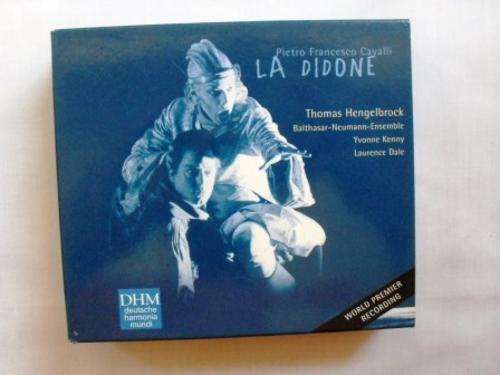 Pietro Francesco Cavalli
LA DIDONE
Thomas Hengelbrock
Balthasar-Neumann-Ensemble
Yvonne Kenny
Laurence Dale
DHM
deutsche
harmonia
mundi
WORLD PREMIER
RECORDING